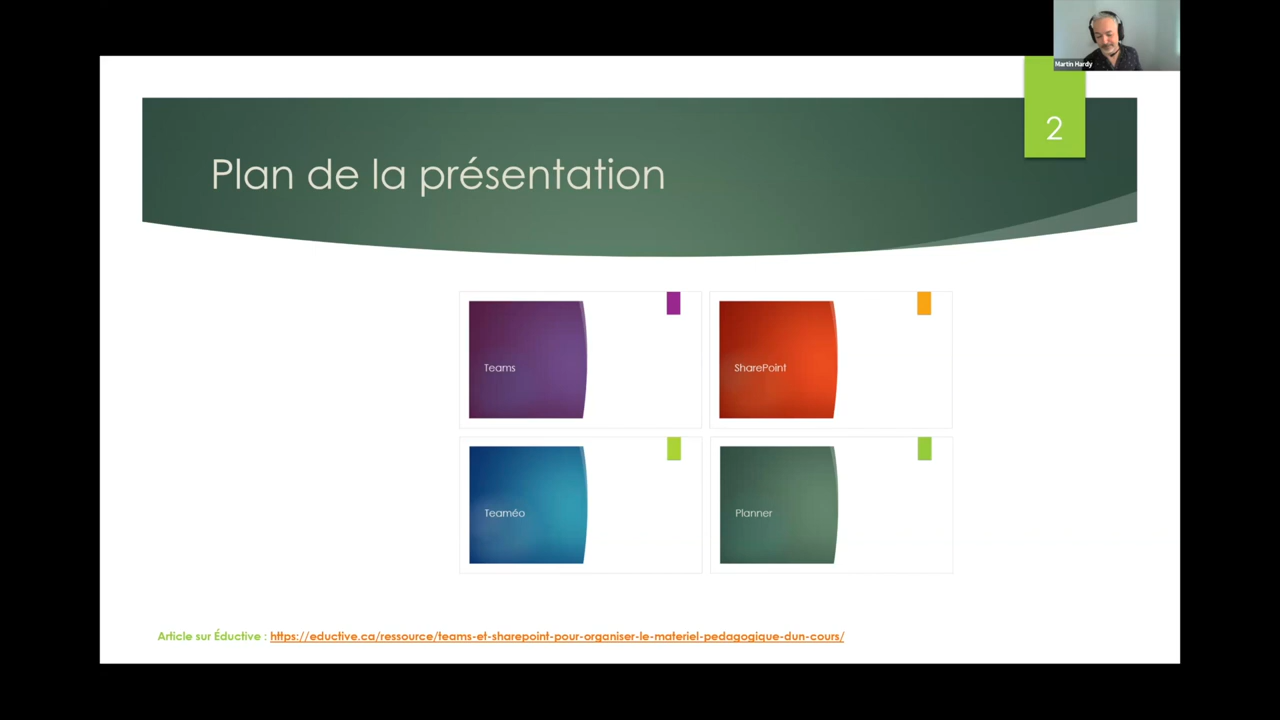 Martin Hardy
2
Plan de la présentation
Teams
SharePoint
Teaméo
Planner
Article sur Éductive : https://eductive.ca/ressource/teams-et-sharepoint-pour-organiser-le-materiel-pedagogique-dun-cours/